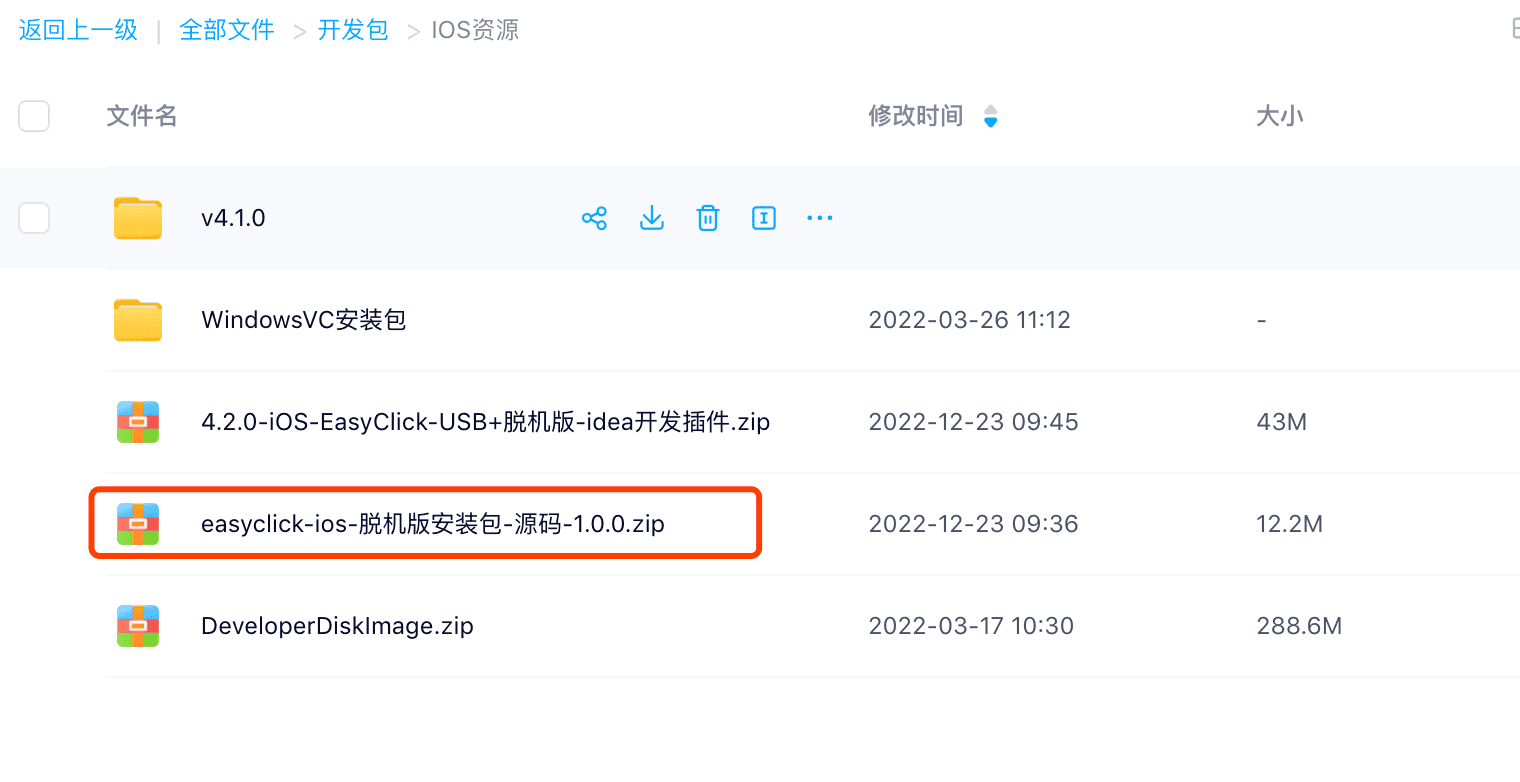 返回上一级 | 全部文件 > 开发包 > IOS资源
文件名 修改时间 大小
v4.1.0
WindowsVC安装包 2022-03-26 11:12 -
4.2.0-iOS-EasyClick-USB+脱机版-idea开发插件.zip 2022-12-23 09:45 43M
easyclick-ios-脱机版安装包-源码-1.0.0.zip 2022-12-23 09:36 12.2M
DeveloperDiskImage.zip 2022-03-17 10:30 288.6M